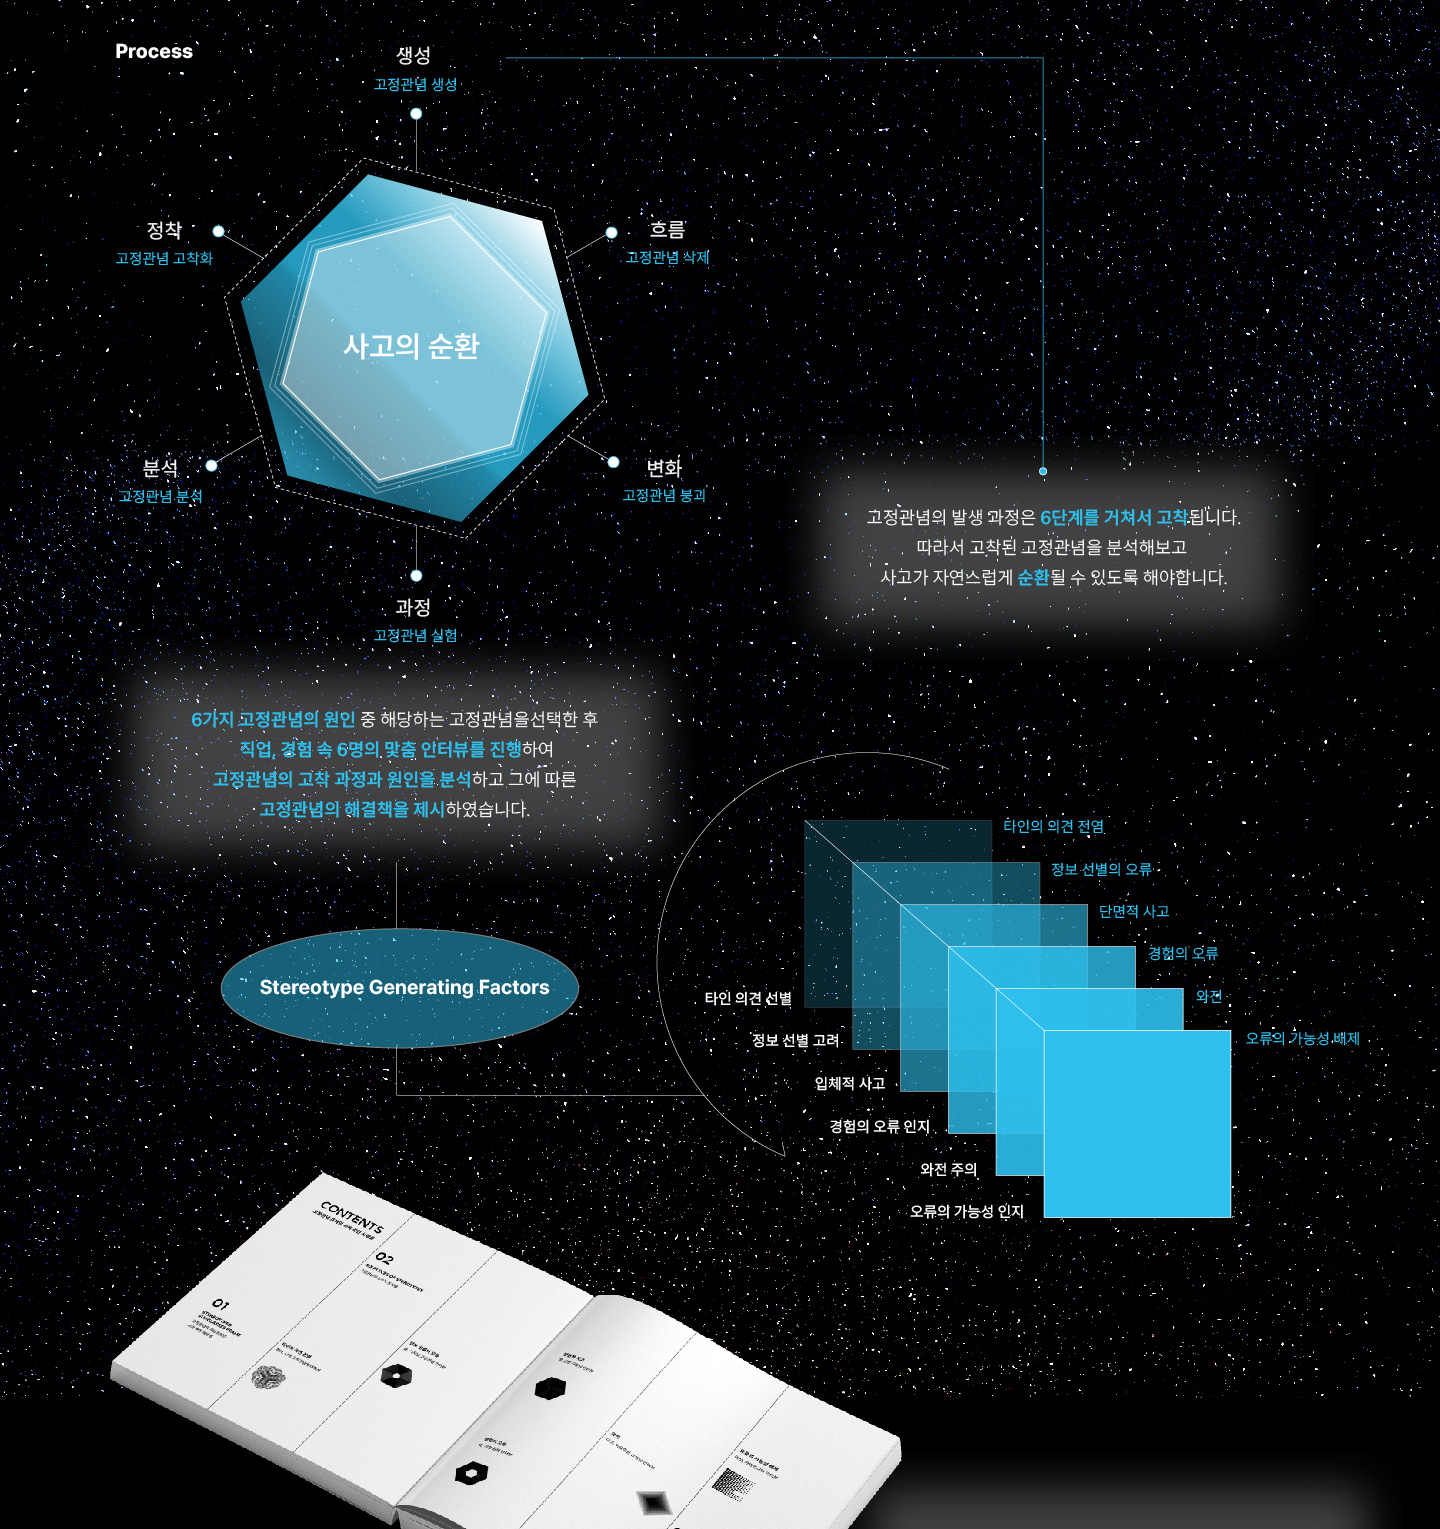 Process
생성
고정관념 생성
정착
고정관념 고착화
흐름
고정관념 삭제
사고의 순환
분석
고정관념 분석
변화
고정관념 붕괴
과정
고정관념 실험
고정관념의 발생 과정은 6단계를 거쳐서 고착됩니다.
따라서 고착된 고정관념을 분석해보고
사고가 자연스럽게 순환될 수 있도록 해야합니다.
6가지 고정관념의 원인 중 해당하는 고정관념을선택한 후
직업, 경험 속 6명의 맞춤 인터뷰를 진행하여
고정관념의 고착 과정과 원인을 분석하고 그에 따른
고정관념의 해결책을 제시하였습니다.
Stereotype Generating Factors
타인의 의견 전염
정보 선별의 오류
단면적 사고
경험의 오류
와전
오류의 가능성 배제
타인 의견 선별
정보 선별 고려
입체적 사고
경험의 오류 인지
와전 주의
오류의 가능성 인지
CONTENTS
02
01